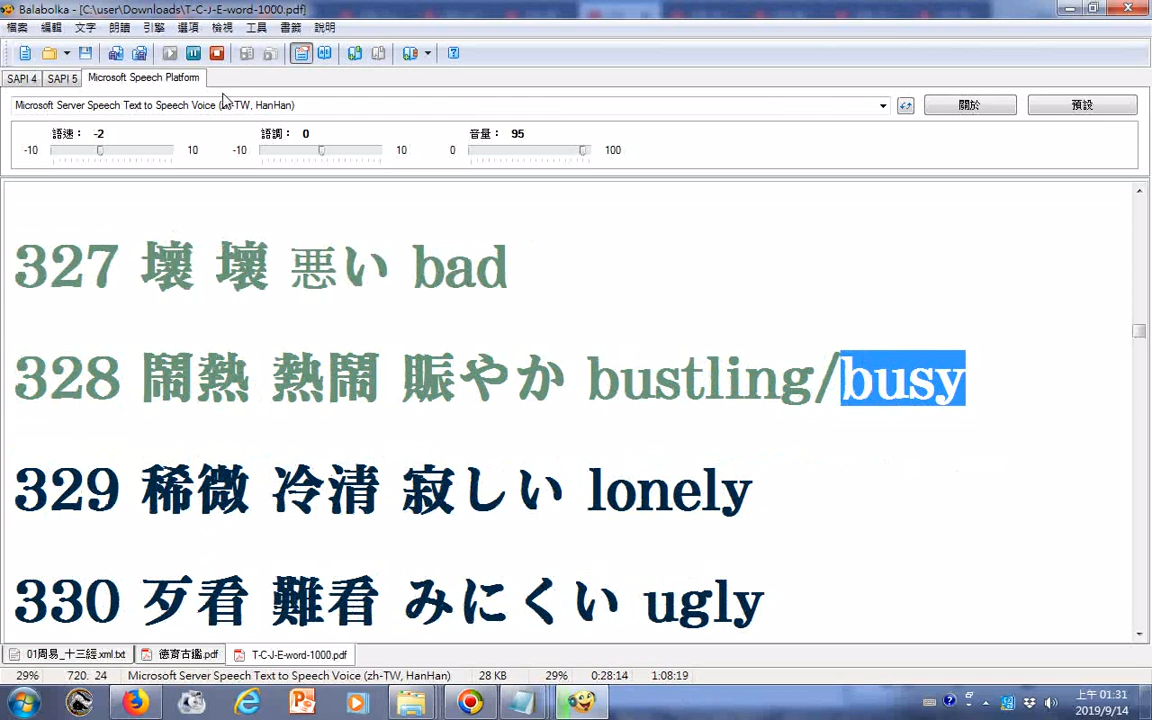 Balabolka - [C:\user\Downloads\T-C-J-E-word-1000.pdf]
檔案 編輯 文字 朗讀 引擎 選項 檢視 工具 書籤 說明
SAPI 4 SAPI 5 Microsoft Speech Platform
Microsoft Server Speech Text to Speech Voice (zh-TW, HanHan) 關於 預設
語速： -2 語調： 0 音量： 95
-10 10 -10 10 0 100
327 壞 壞 悪い bad
328 鬧熱 熱鬧 賑やか bustling/busy
329 稀微 冷清 寂しい lonely
330 歹看 難看 みにくい ugly
01周易_十三經.xml.txt 德育古鑑.pdf T-C-J-E-word-1000.pdf
29% 720. 24 Microsoft Server Speech Text to Speech Voice (zh-TW, HanHan) 28 KB 29% 0:28:14 1:08:19
上午 01:31
2019/9/14